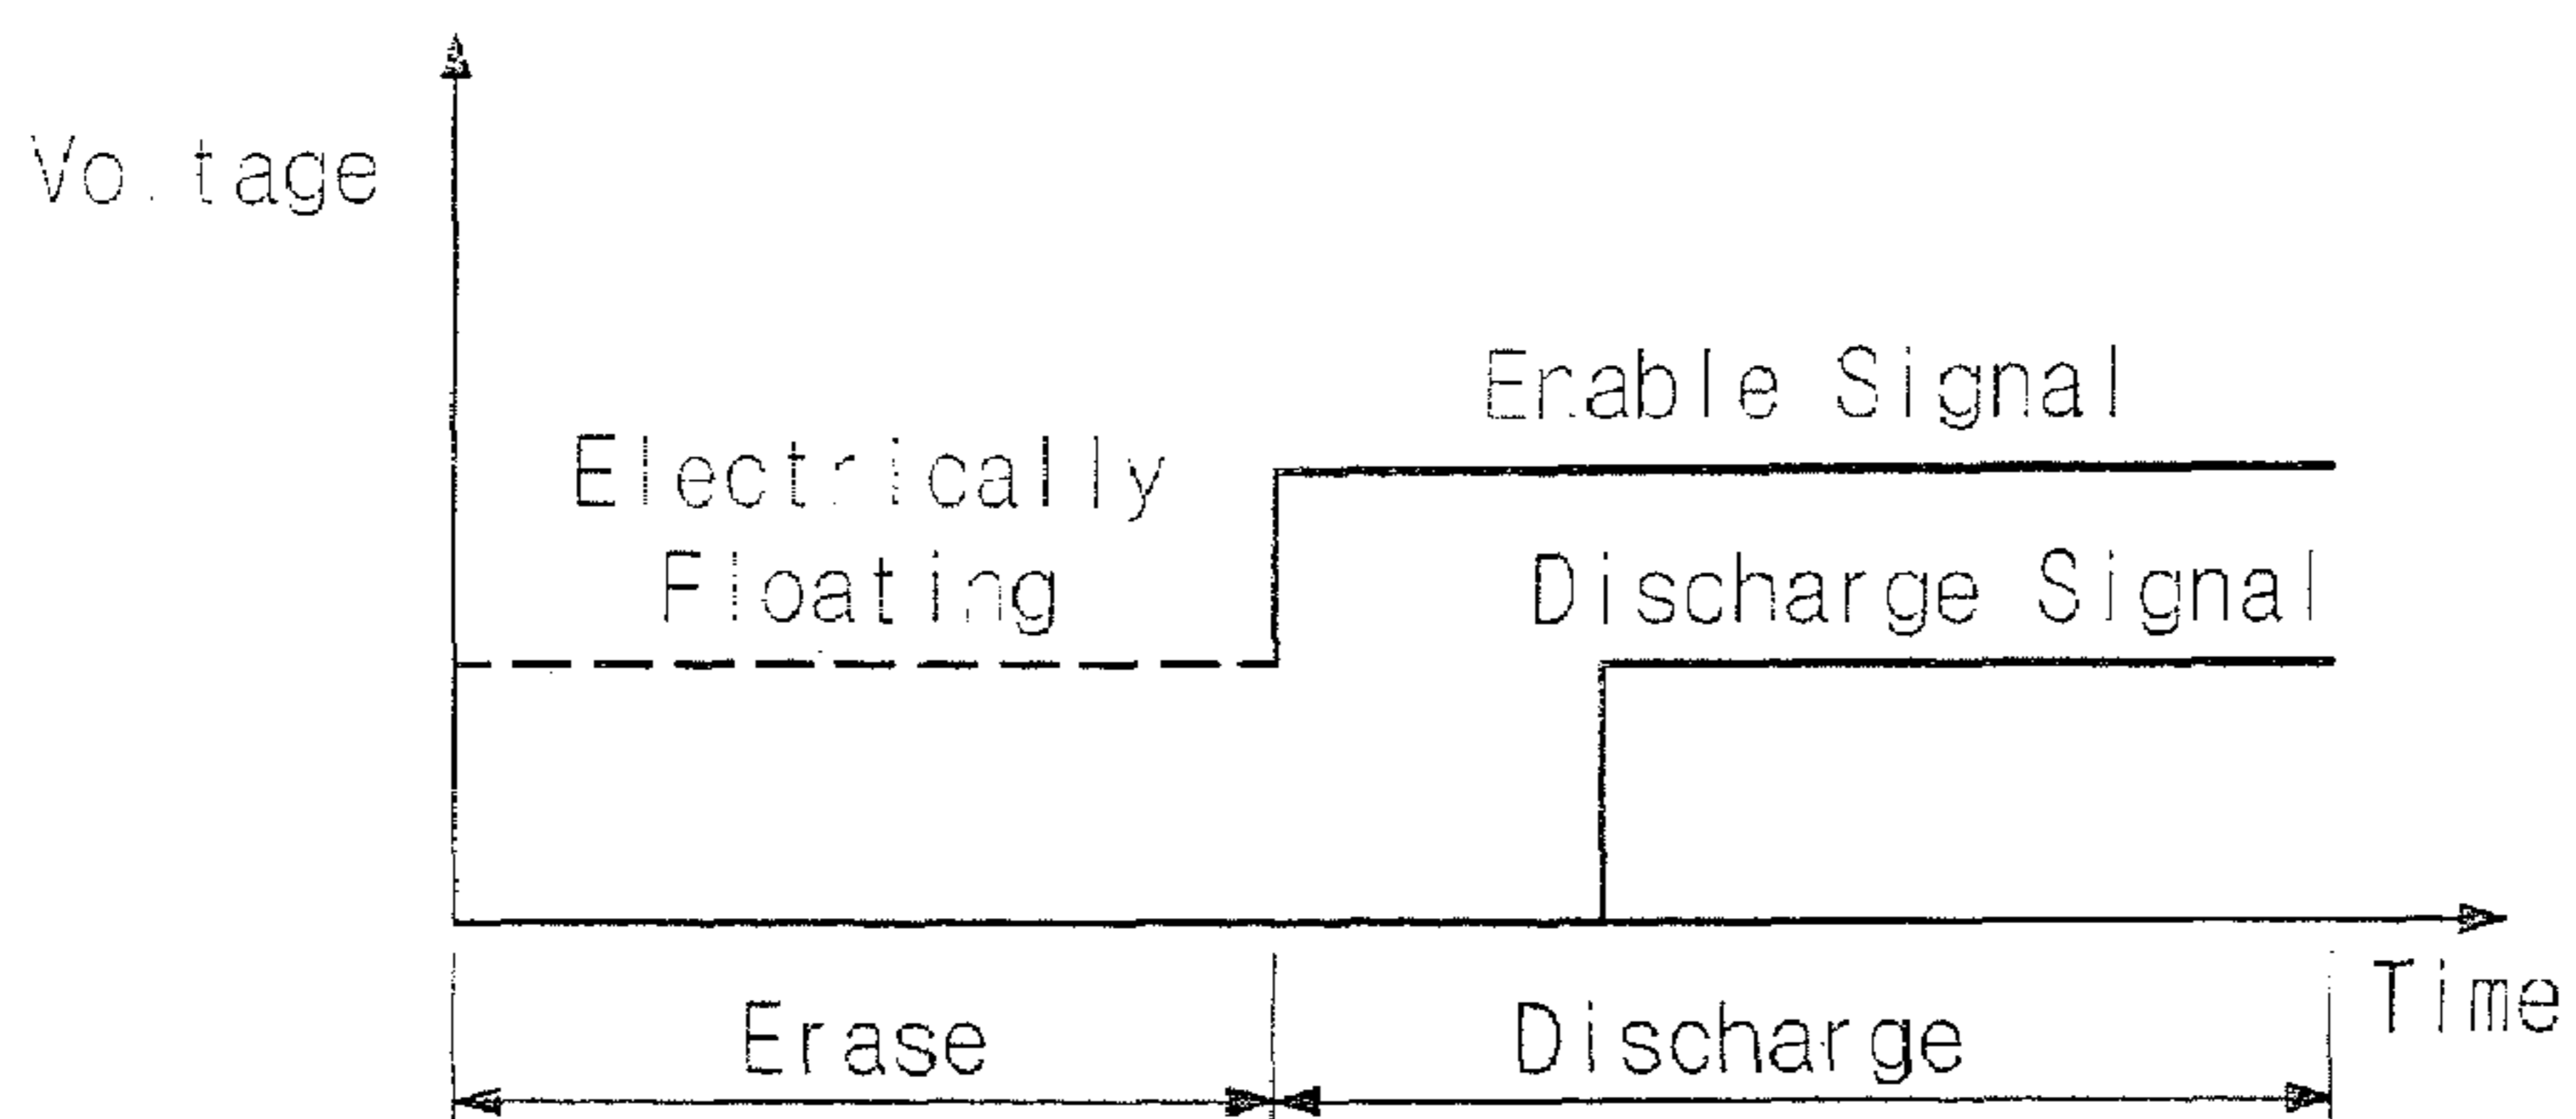 Voltage
Enable Signal
Electrically
Floating
Discharge Signal
Time
Erase
Discharge